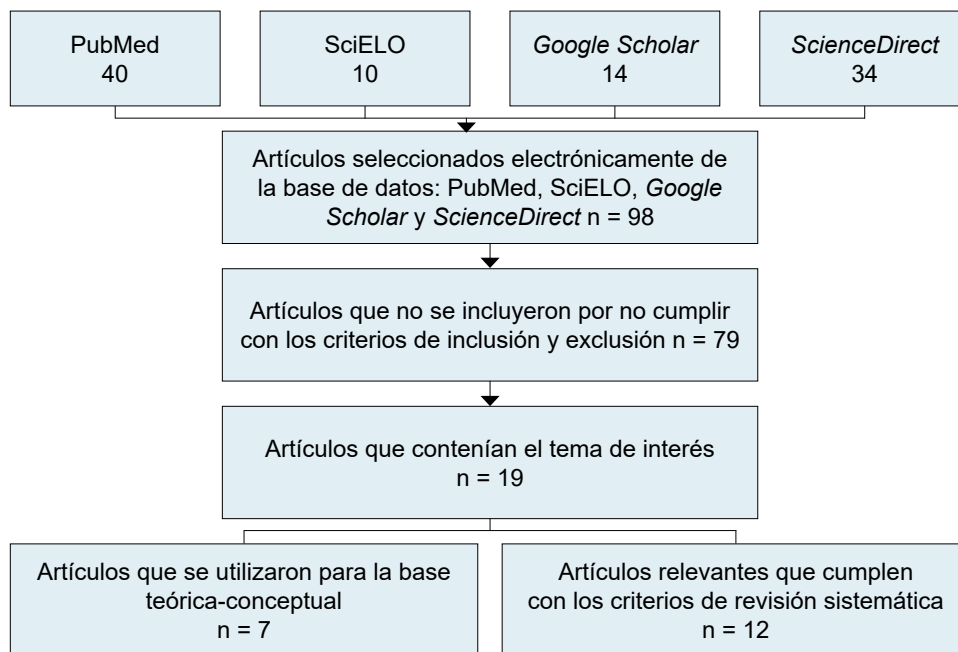 PubMed
40
SciELO
10
Google Scholar
14
ScienceDirect
34
Artículos seleccionados electrónicamente de
la base de datos: PubMed, SciELO, Google
Scholar y ScienceDirect n = 98
Artículos que no se incluyeron por no cumplir
con los criterios de inclusión y exclusión n = 79
Artículos que contenían el tema de interés
n = 19
Artículos que se utilizaron para la base
teórica-conceptual
n = 7
Artículos relevantes que cumplen
con los criterios de revisión sistemática
n = 12